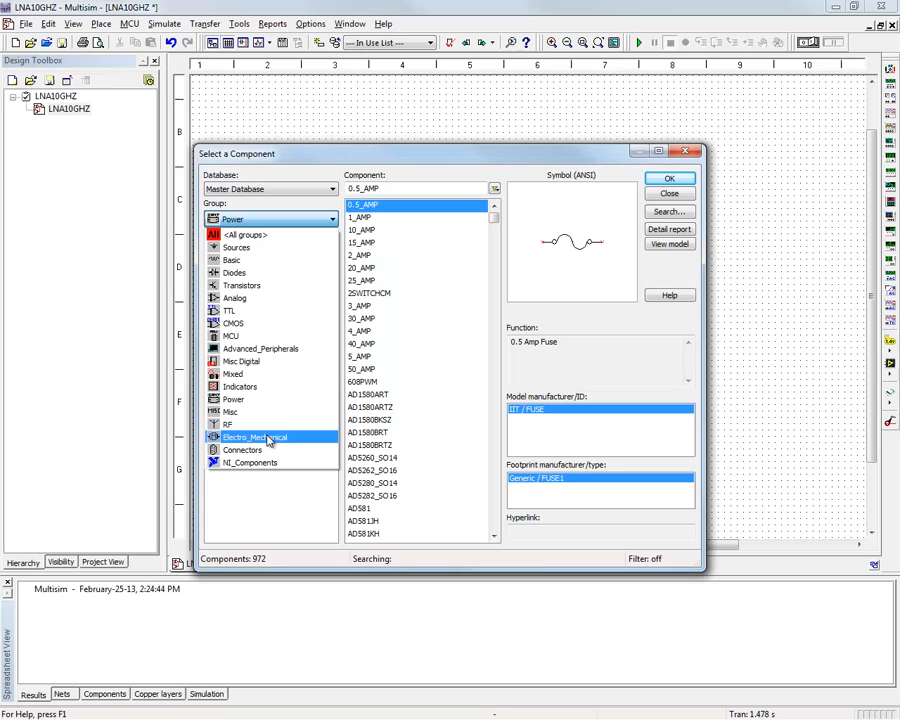 LNA10GHZ - Multisim - [LNA10GHZ *]
File Edit View Place MCU Simulate Transfer Tools Reports Options Window Help
--- In Use List ---
Design Toolbox
LNA10GHZ
LNA10GHZ
1 2 3 4 5 6 7 8
B
D
E
F
Select a Component
Database:
Master Database
Group:
Power
All <All groups>
Sources
Basic
Diodes
Transistors
Analog
TTL
CMOS
MCU
Advanced_Peripherals
Misc Digital
Mixed
Indicators
Power
Misc
RF
Electro_Mechanical
Connectors
NI_Components
Component:
0.5_AMP
0.5_AMP
1_AMP
10_AMP
15_AMP
2_AMP
20_AMP
25_AMP
2SWITCHCM
3_AMP
30_AMP
4_AMP
40_AMP
5_AMP
50_AMP
608PWM
AD1580ART
AD1580ARTZ
AD1580BKSZ
AD1580BRT
AD1580BRTZ
AD5260_SO14
AD5262_SO16
AD5280_SO14
AD5282_SO16
AD581
AD581JH
AD581KH
Symbol (ANSI)
OK
Close
Search...
Detail report
View model
Help
Function:
0.5 Amp Fuse
Model manufacturer/ID:
IIT / FUSE
Footprint manufacturer/type:
Generic / FUSE1
Hyperlink:
Components: 972 Searching: Filter: off
Hierarchy Visibility Project View
Multisim - February-25-13, 2:24:44 PM
Spreadsheet View
Results Nets Components Copper layers Simulation
For Help, press F1 - Tran: 1.478 s